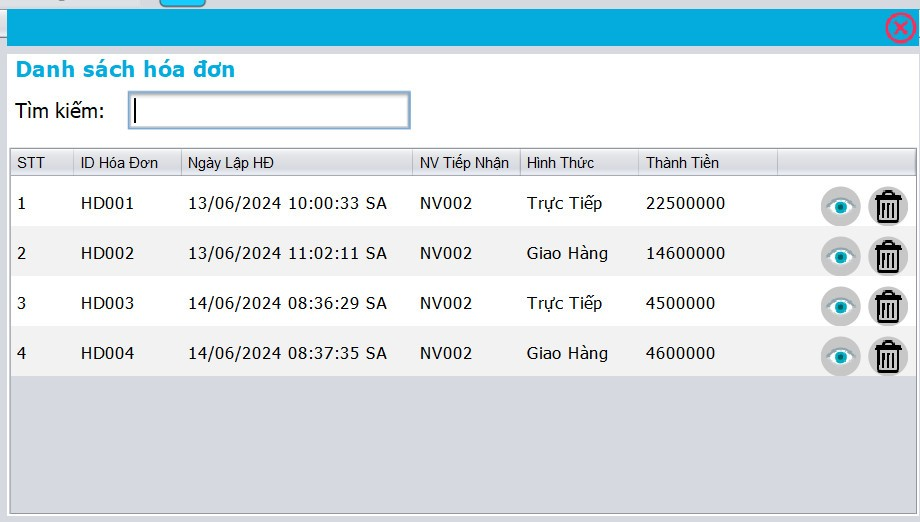 Danh sách hóa đơn
Tìm kiếm:
STT ID Hóa Đơn Ngày Lập HĐ NV Tiếp Nhận Hình Thức Thành Tiền
1 HD001 13/06/2024 10:00:33 SA NV002 Trực Tiếp 22500000
2 HD002 13/06/2024 11:02:11 SA NV002 Giao Hàng 14600000
3 HD003 14/06/2024 08:36:29 SA NV002 Trực Tiếp 4500000
4 HD004 14/06/2024 08:37:35 SA NV002 Giao Hàng 4600000